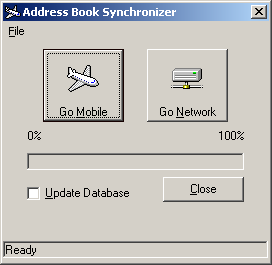 Address Book Synchronizer
File
Go Mobile
Go Network
0% 100%
Update Database
Close
Ready